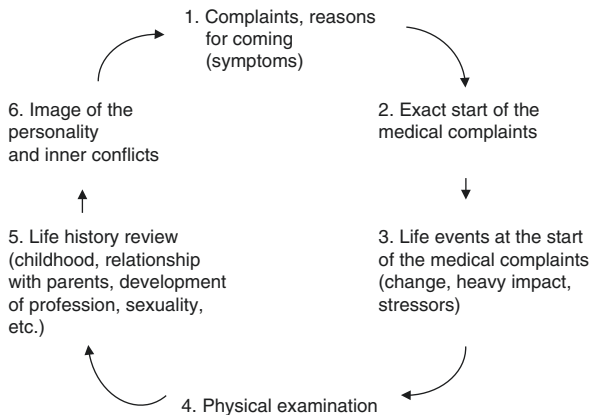 1. Complaints, reasons
for coming
(symptoms)
2. Exact start of the
medical complaints
3. Life events at the start
of the medical complaints
(change, heavy impact,
stressors)
4. Physical examination
5. Life history review
(childhood, relationship
with parents, development
of profession, sexuality,
etc.)
6. Image of the
personality
and inner conflicts